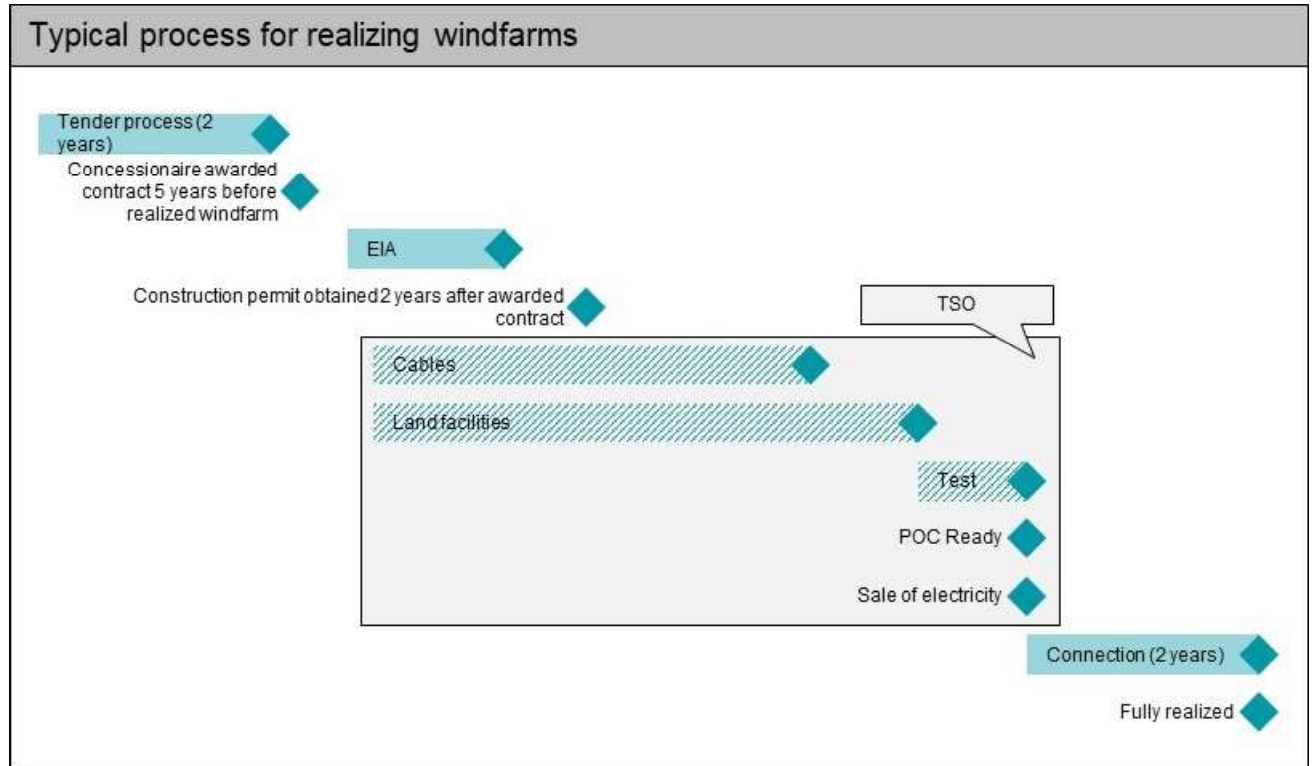 Typical process for realizing windfarms
Tender process (2
years)
Concessionaire awarded
contract 5 years before
realized windfarm
EIA
Construction permit obtained 2 years after awarded
contract
TSO
Cables
Land facilities
Test
POC Ready
Sale of electricity
Connection (2 years)
Fully realized